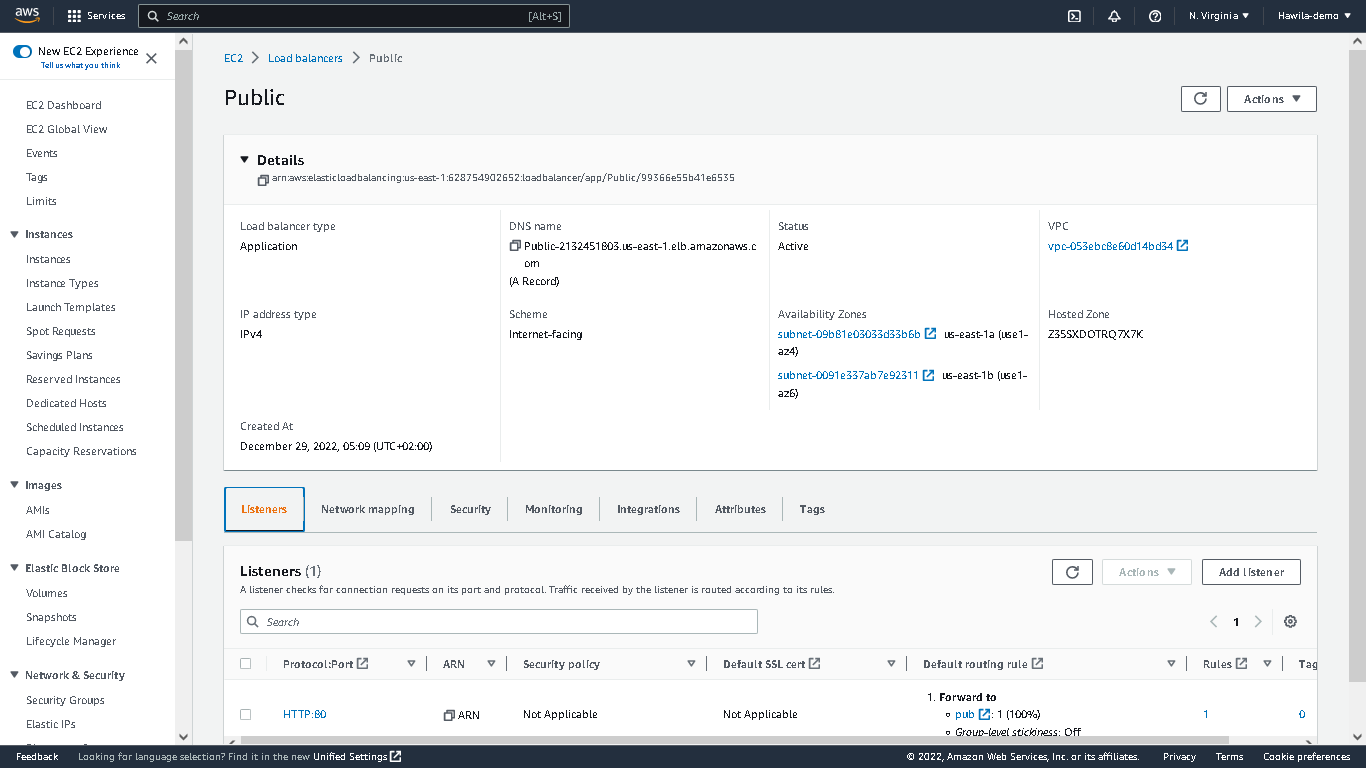 aws
Services
Search
[Alt+S]
N. Virginia
Hawila-demo
New EC2 Experience
Tell us what you think
EC2 Dashboard
EC2 Global View
Events
Tags
Limits
Instances
Instances
Instance Types
Launch Templates
Spot Requests
Savings Plans
Reserved Instances
Dedicated Hosts
Scheduled Instances
Capacity Reservations
Images
AMIs
AMI Catalog
Elastic Block Store
Volumes
Snapshots
Lifecycle Manager
Network & Security
Security Groups
Elastic IPs
EC2
Load balancers
Public
Public
Actions
Details
arn:aws:elasticloadbalancing:us-east-1:628754902652:loadbalancer/app/Public/99366e55b41e6535
Load balancer type
Application
DNS name
Public-2132451803.us-east-1.elb.amazonaws.c
om
(A Record)
Status
Active
VPC
vpc-053ebc8e60d14bd34
IP address type
IPv4
Scheme
Internet-facing
Availability Zones
subnet-09b81e03033d33b6b us-east-1a (use1-
az4)
subnet-0091e337ab7e92311 us-east-1b (use1-
az6)
Hosted Zone
Z35SXDOTRQ7X7K
Created At
December 29, 2022, 05:09 (UTC+02:00)
Listeners
Network mapping
Security
Monitoring
Integrations
Attributes
Tags
Listeners (1)
A listener checks for connection requests on its port and protocol. Traffic received by the listener is routed according to its rules.
Actions
Add listener
Search
1
Protocol:Port
ARN
Security policy
Default SSL cert
Default routing rule
Rules
Tag
HTTP:80
ARN
Not Applicable
Not Applicable
1. Forward to
pub : 1 (100%)
Group-level stickiness: Off
1
0
Feedback
Looking for language selection? Find it in the new Unified Settings
© 2022, Amazon Web Services, Inc. or its affiliates.
Privacy
Terms
Cookie preferences